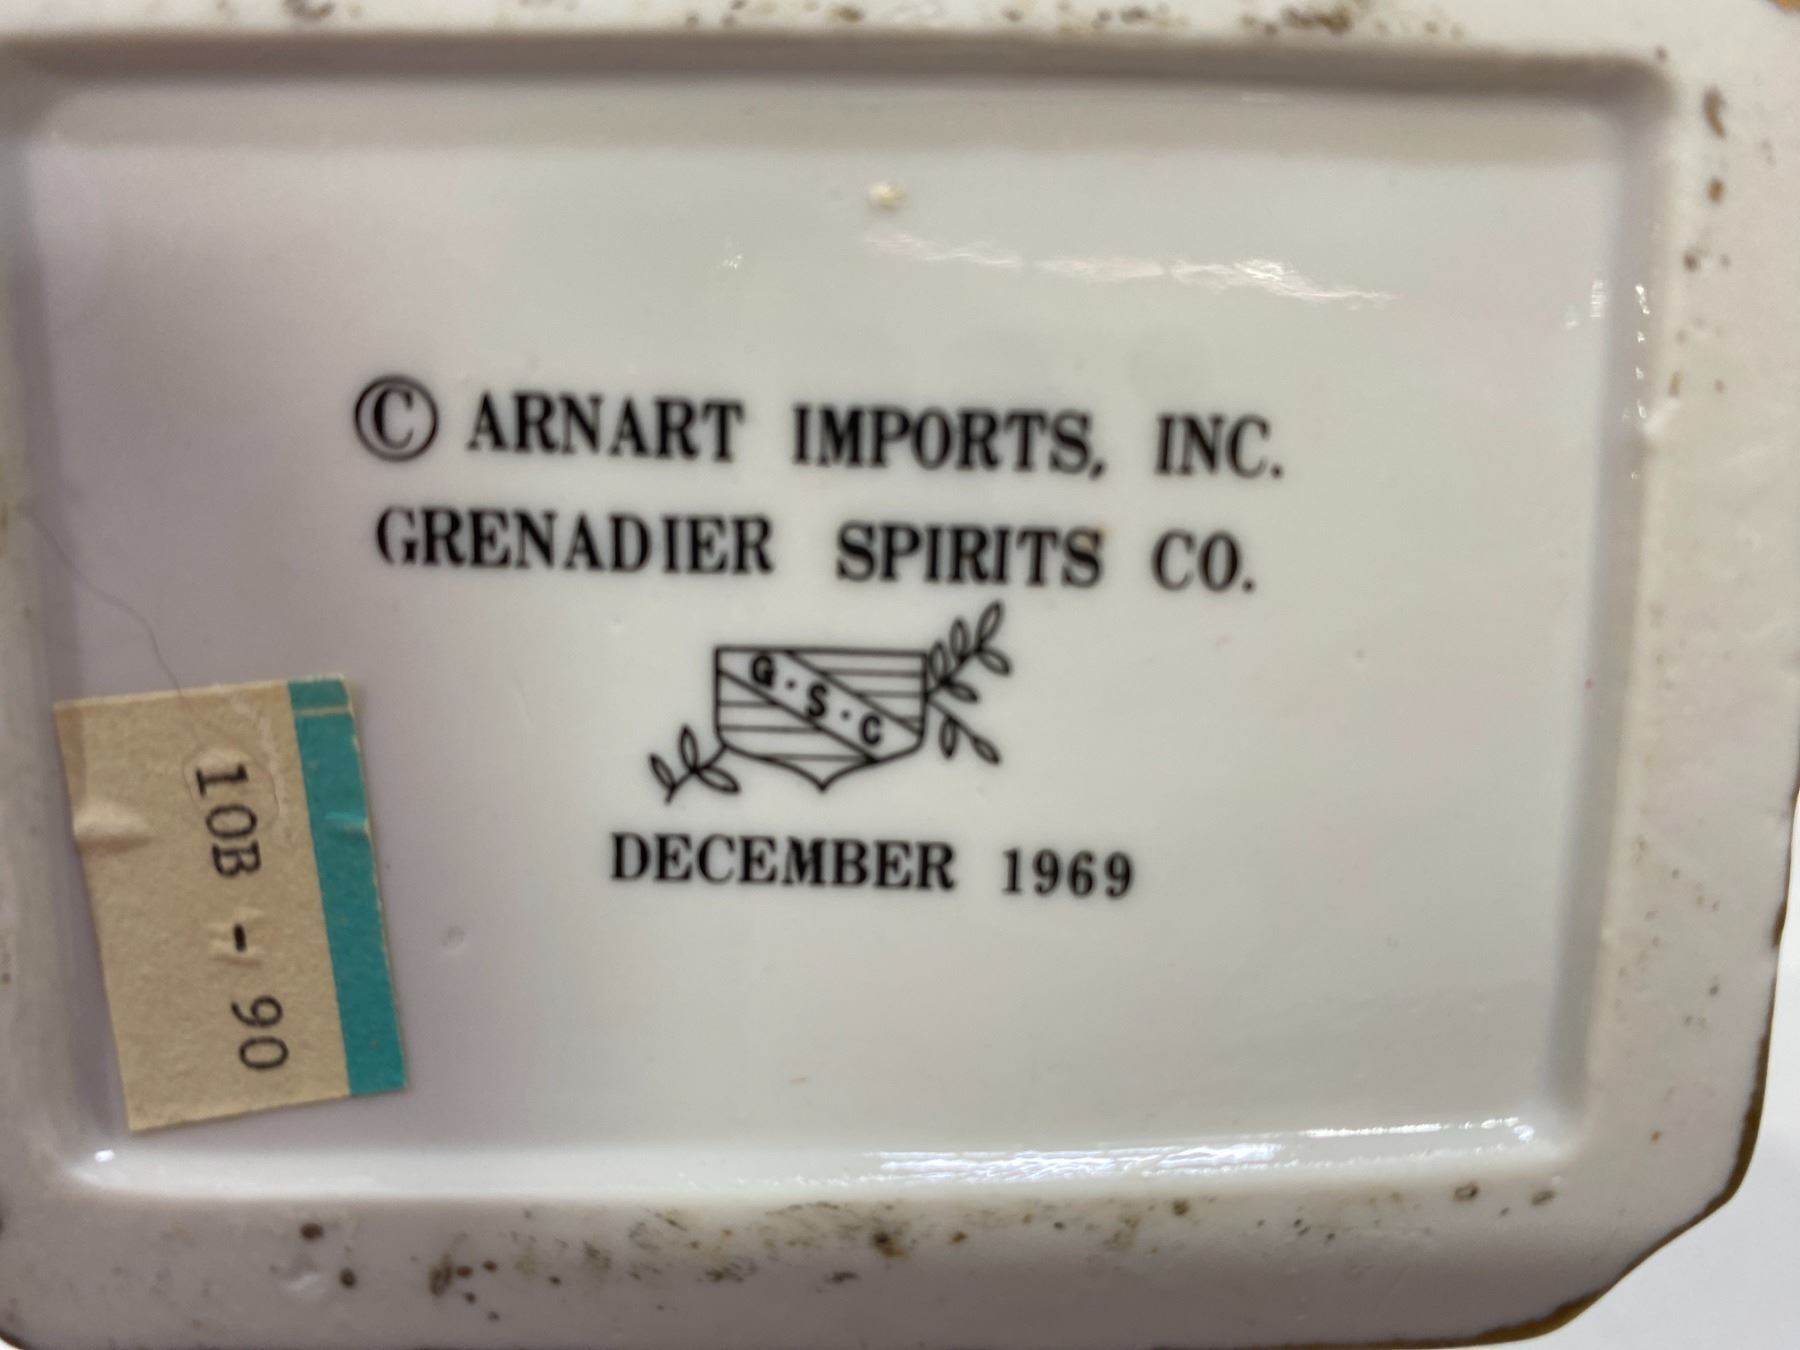 © ARNART IMPORTS, INC.
GRENADIER SPIRITS CO.
G · S · C
DECEMBER 1969
10B - 90